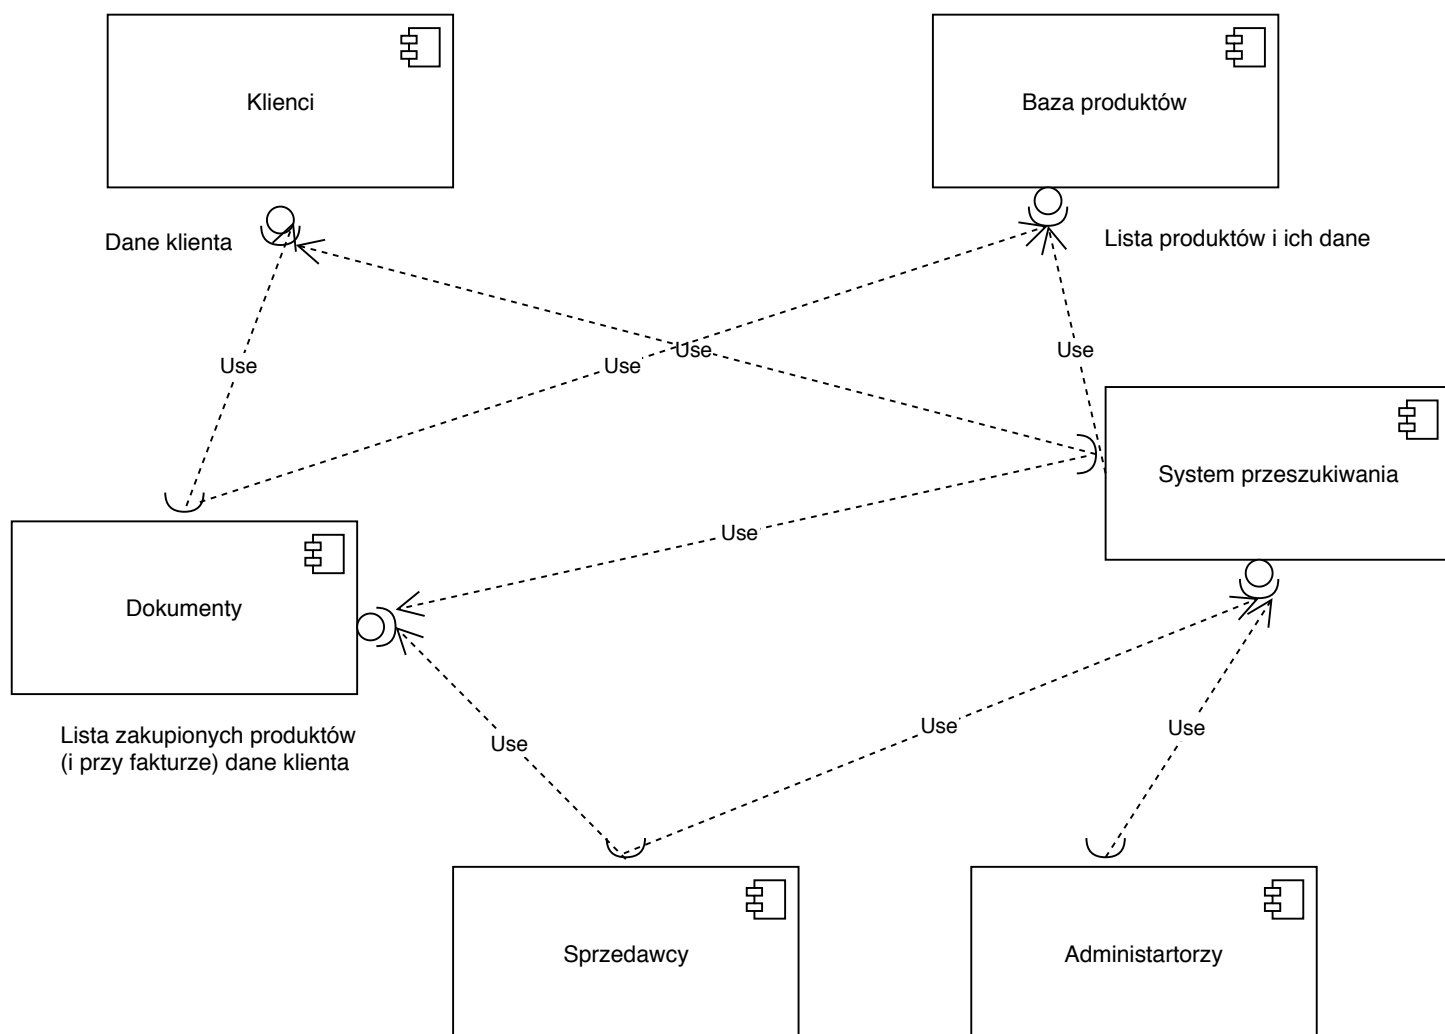 Klienci
Baza produktów
Dane klienta
Lista produktów i ich dane
Use
Use
Use
Use
System przeszukiwania
Use
Dokumenty
Lista zakupionych produktów
(i przy fakturze) dane klienta
Use
Use
Use
Sprzedawcy
Administartorzy